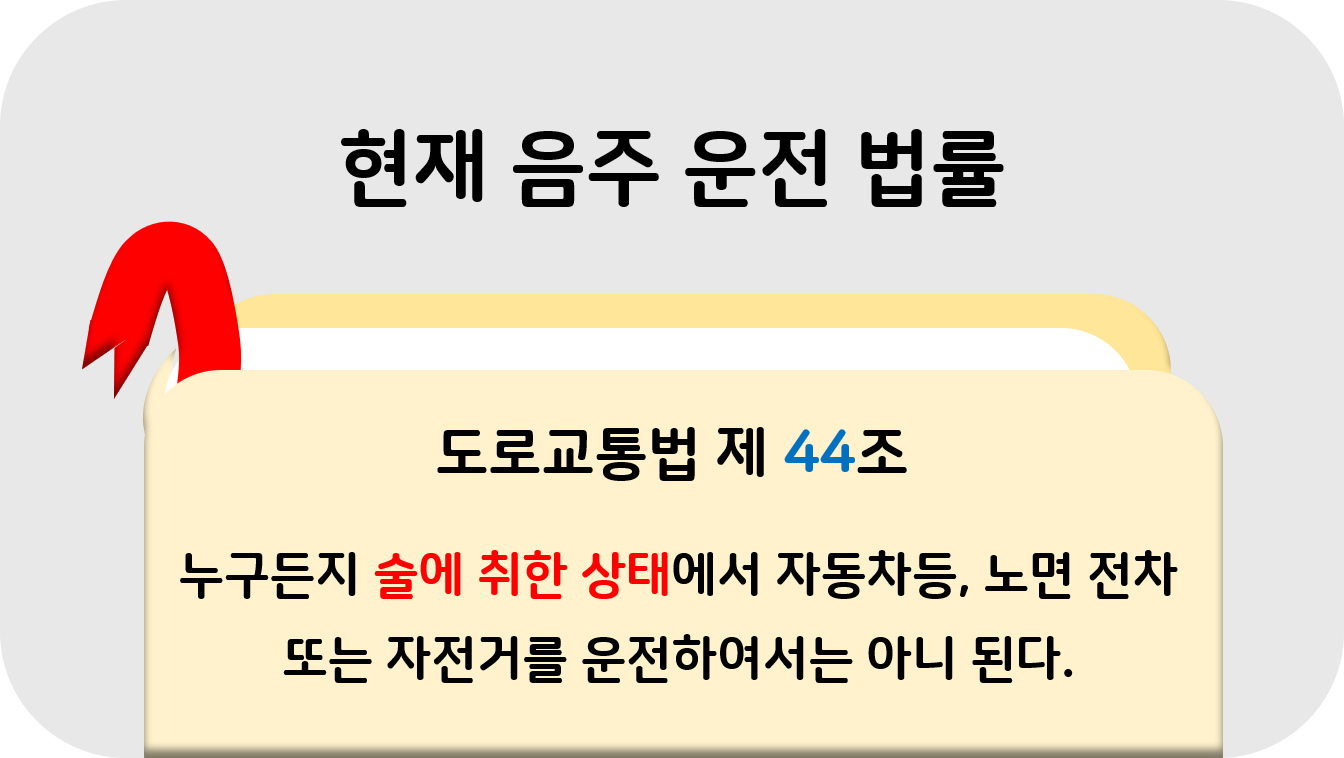 현재 음주 운전 법률
도로교통법 제 44조
누구든지 술에 취한 상태에서 자동차등, 노면 전차
또는 자전거를 운전하여서는 아니 된다.